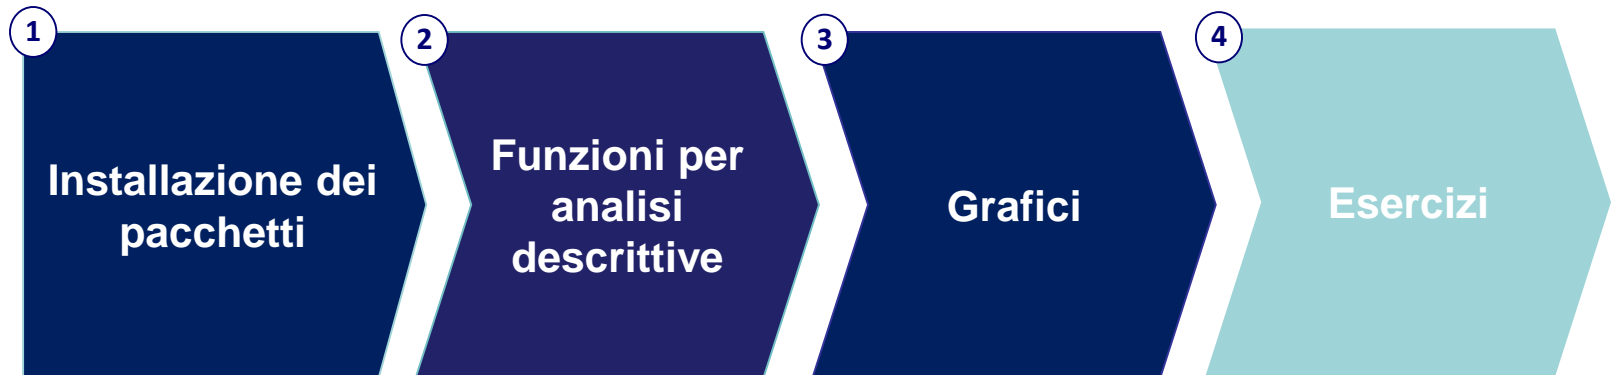 1
Installazione dei
pacchetti
2
Funzioni per
analisi
descrittive
3
Grafici
4
Esercizi